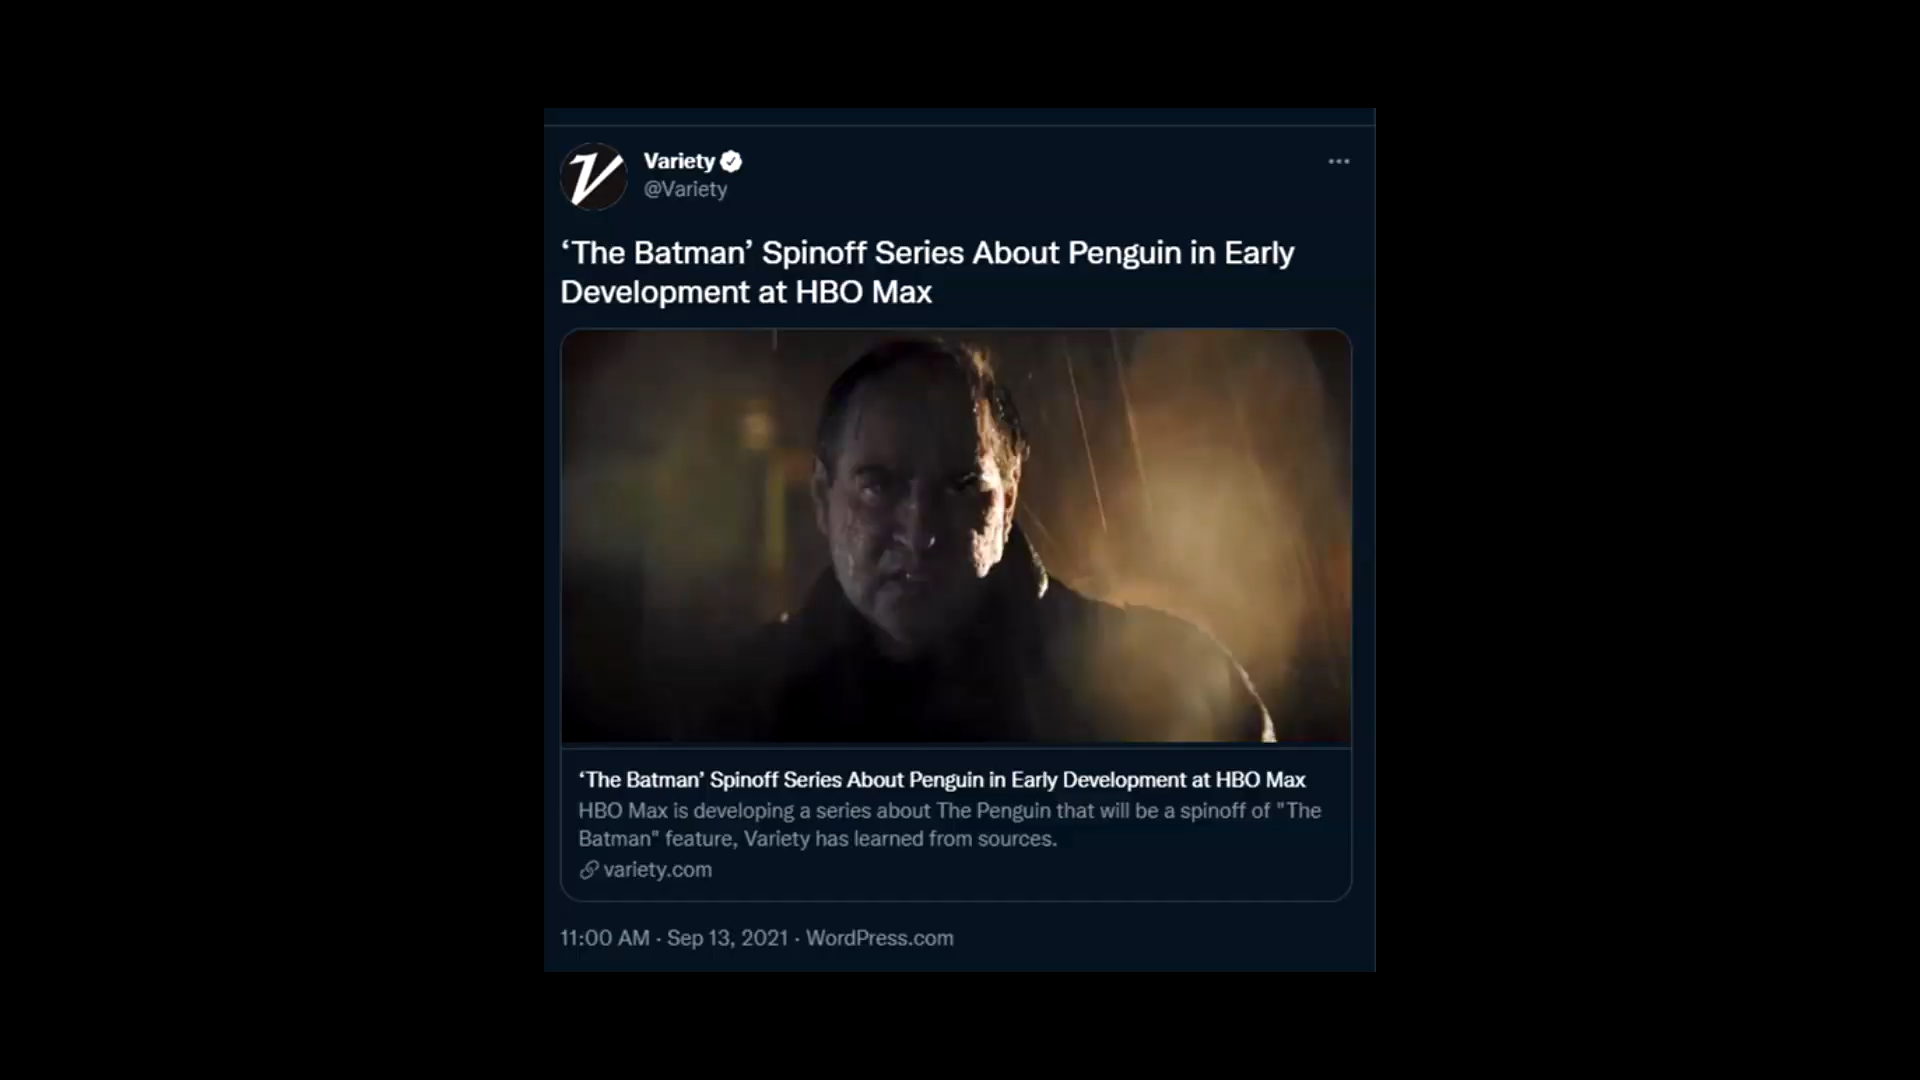 Variety
@Variety
‘The Batman’ Spinoff Series About Penguin in Early
Development at HBO Max
‘The Batman’ Spinoff Series About Penguin in Early Development at HBO Max
HBO Max is developing a series about The Penguin that will be a spinoff of "The
Batman" feature, Variety has learned from sources.
variety.com
11:00 AM · Sep 13, 2021 · WordPress.com